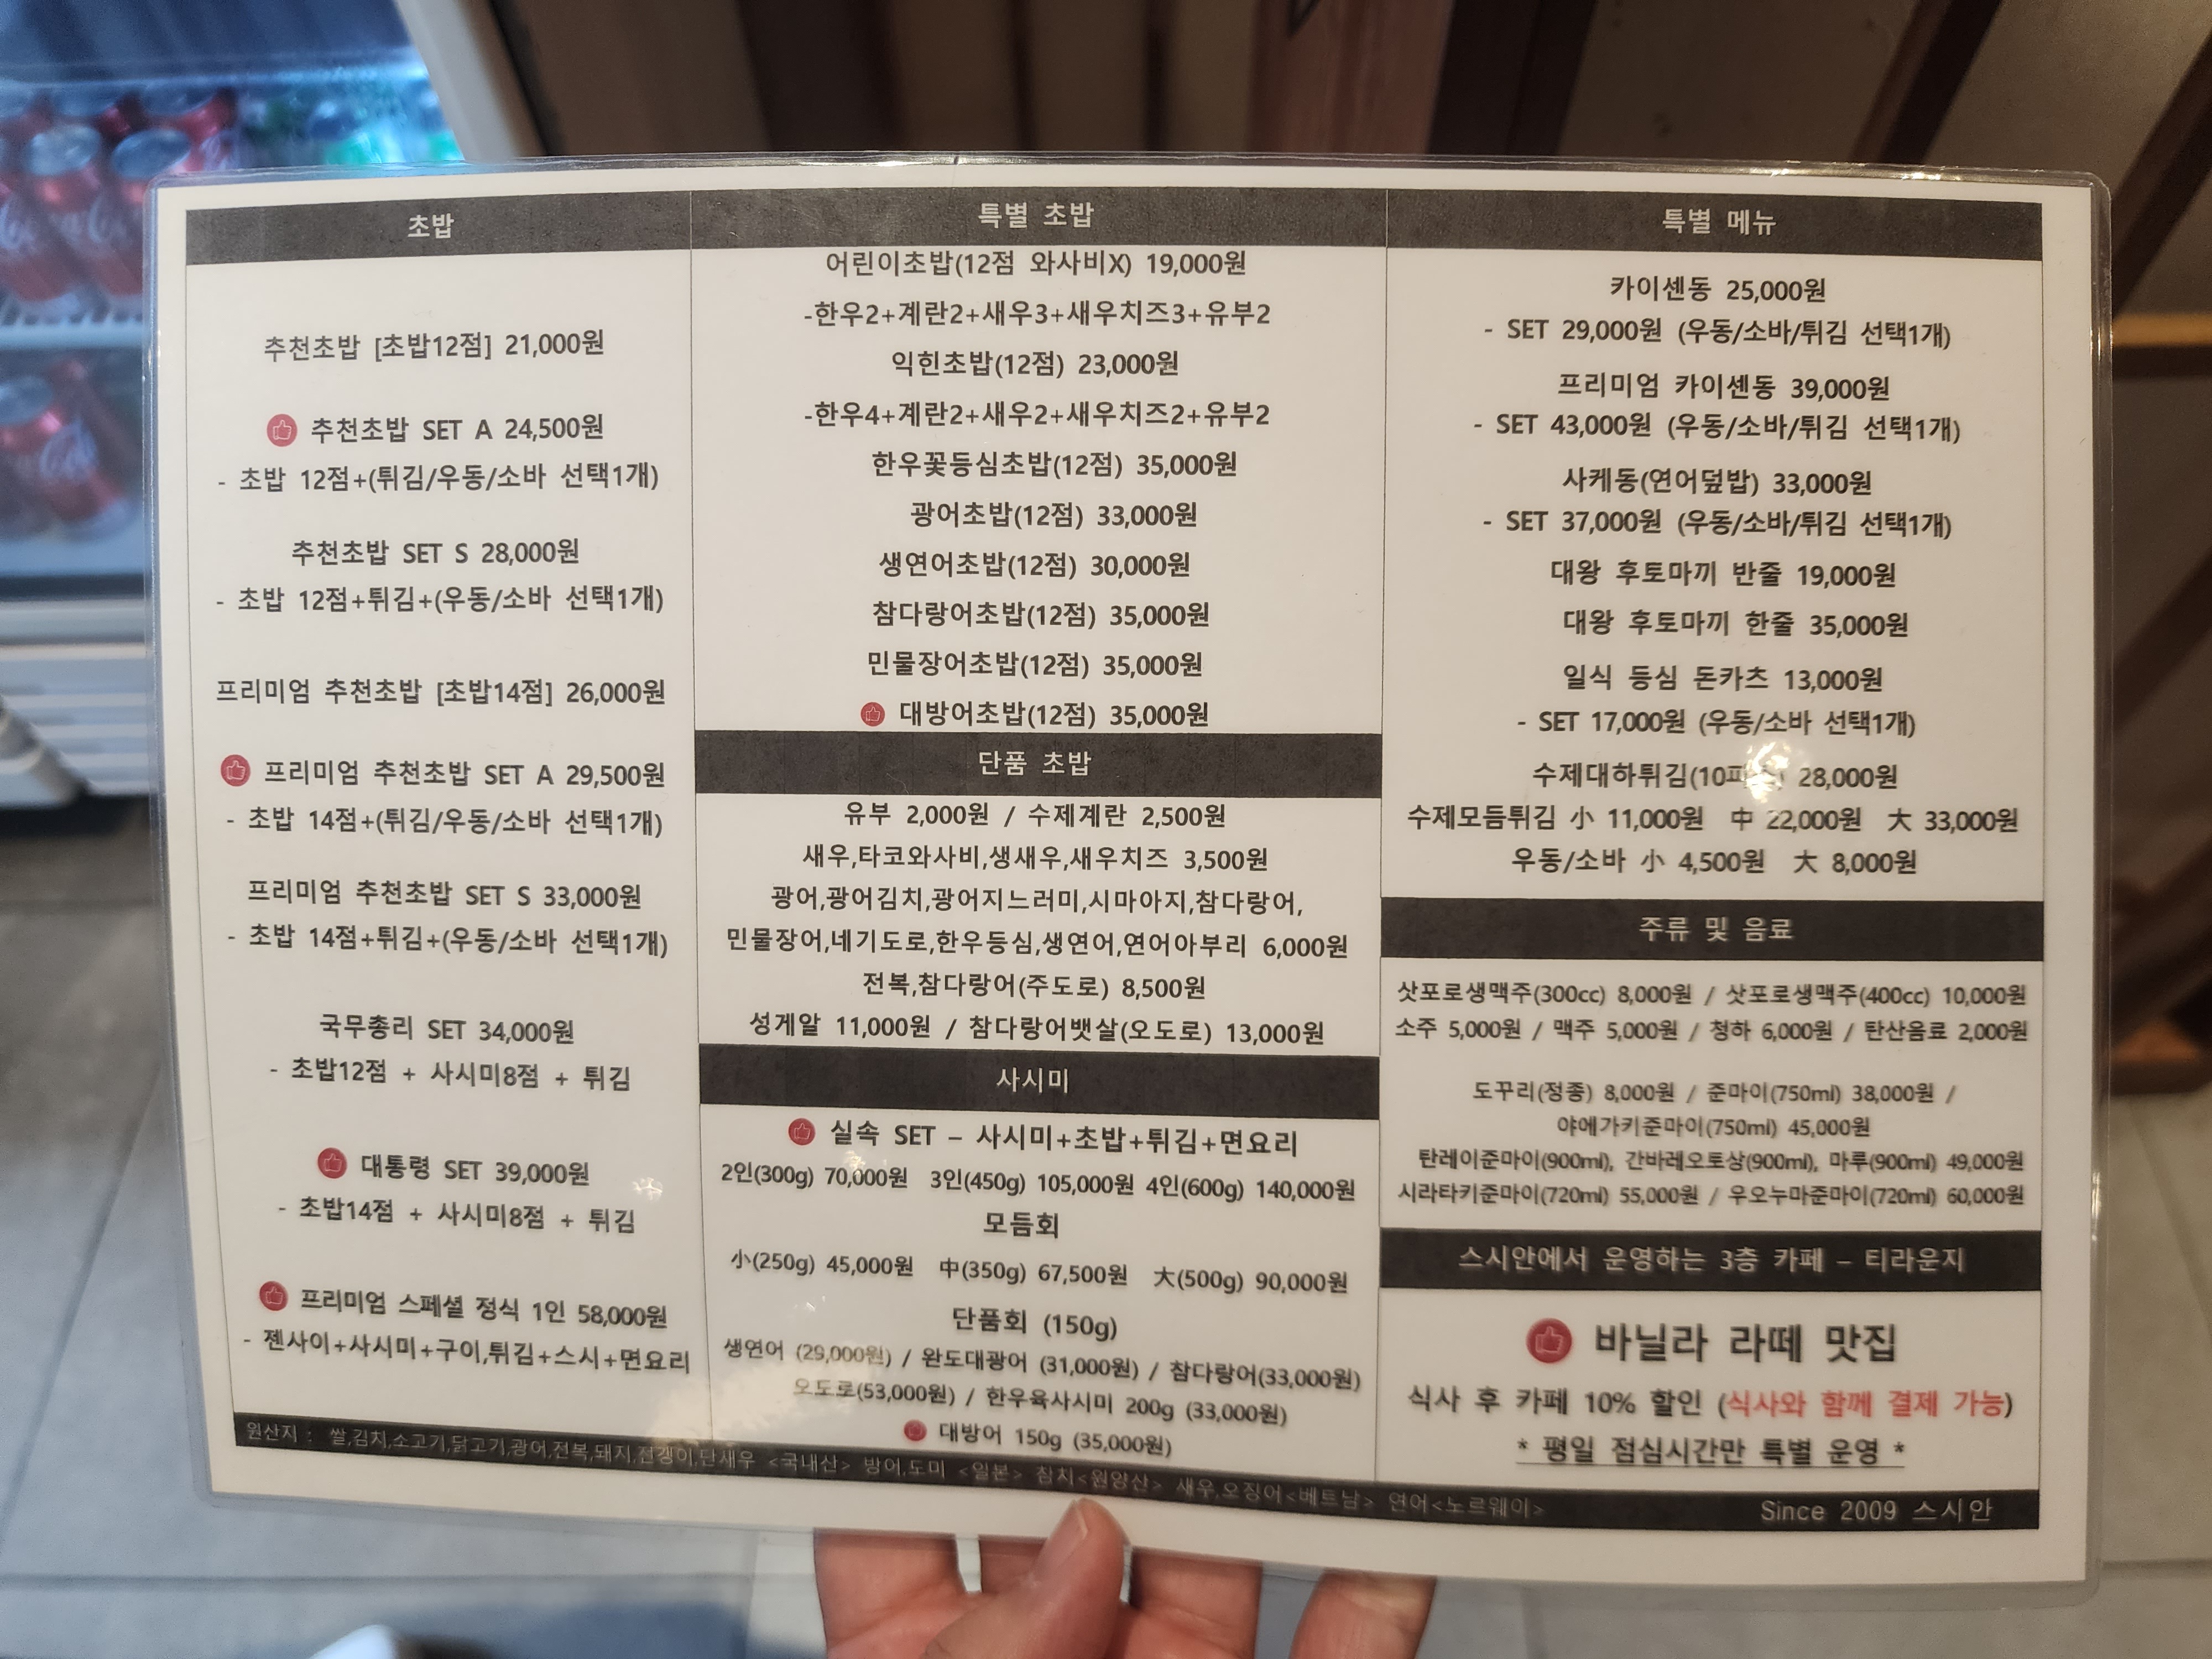 초밥
추천초밥 [초밥12점] 21,000원
추천초밥 SET A 24,500원
- 초밥 12점+(튀김/우동/소바 선택1개)
추천초밥 SET S 28,000원
- 초밥 12점+튀김+(우동/소바 선택1개)
프리미엄 추천초밥 [초밥14점] 26,000원
프리미엄 추천초밥 SET A 29,500원
- 초밥 14점+(튀김/우동/소바 선택1개)
프리미엄 추천초밥 SET S 33,000원
- 초밥 14점+튀김+(우동/소바 선택1개)
국무총리 SET 34,000원
- 초밥12점 + 사시미8점 + 튀김
대통령 SET 39,000원
- 초밥14점 + 사시미8점 + 튀김
프리미엄 스페셜 정식 1인 58,000원
- 젠사이+사시미+구이,튀김+스시+면요리
특별 초밥
어린이초밥(12점 와사비X) 19,000원
-한우2+계란2+새우3+새우치즈3+유부2
익힌초밥(12점) 23,000원
-한우4+계란2+새우2+새우치즈2+유부2
한우꽃등심초밥(12점) 35,000원
광어초밥(12점) 33,000원
생연어초밥(12점) 30,000원
참다랑어초밥(12점) 35,000원
민물장어초밥(12점) 35,000원
대방어초밥(12점) 35,000원
단품 초밥
유부 2,000원 / 수제계란 2,500원
새우,타코와사비,생새우,새우치즈 3,500원
광어,광어김치,광어지느러미,시마아지,참다랑어,
민물장어,네기도로,한우등심,생연어,연어아부리 6,000원
전복,참다랑어(주도로) 8,500원
성게알 11,000원 / 참다랑어뱃살(오도로) 13,000원
사시미
실속 SET – 사시미+초밥+튀김+면요리
2인(300g) 70,000원 3인(450g) 105,000원 4인(600g) 140,000원
모듬회
小(250g) 45,000원 中(350g) 67,500원 大(500g) 90,000원
단품회 (150g)
생연어 (29,000원) / 완도대광어 (31,000원) / 참다랑어(33,000원)
오도로(53,000원) / 한우육사시미 200g (33,000원)
대방어 150g (35,000원)
특별 메뉴
카이센동 25,000원
- SET 29,000원 (우동/소바/튀김 선택1개)
프리미엄 카이센동 39,000원
- SET 43,000원 (우동/소바/튀김 선택1개)
사케동(연어덮밥) 33,000원
- SET 37,000원 (우동/소바/튀김 선택1개)
대왕 후토마끼 반줄 19,000원
대왕 후토마끼 한줄 35,000원
일식 등심 돈카츠 13,000원
- SET 17,000원 (우동/소바 선택1개)
수제대하튀김 28,000원
수제모듬튀김 小 11,000원 中 22,000원 大 33,000원
우동/소바 小 4,500원 大 8,000원
주류 및 음료
삿포로생맥주(300cc) 8,000원 / 삿포로생맥주(400cc) 10,000원
소주 5,000원 / 맥주 5,000원 / 청하 6,000원 / 탄산음료 2,000원
도꾸리(정종) 8,000원 / 준마이(750ml) 38,000원 /
야에가키준마이(750ml) 45,000원
탄레이준마이(900ml), 간바레오토상(900ml), 마루(900ml) 49,000원
시라타키준마이(720ml) 55,000원 / 우오누마준마이(720ml) 60,000원
스시안에서 운영하는 3층 카페 – 티라운지
바닐라 라떼 맛집
식사 후 카페 10% 할인 (식사와 함께 결제 가능)
* 평일 점심시간만 특별 운영 *
원산지 : 쌀,김치,소고기,닭고기,광어,전복,돼지,전갱이,단새우 <국내산> 방어,도미 <일본> 참치<원양산> 새우,오징어<베트남> 연어<노르웨이>
Since 2009 스시안